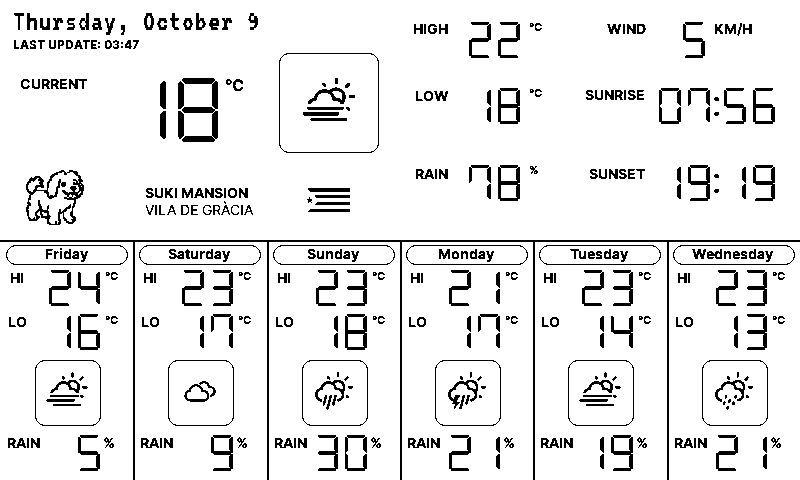 Thursday, October 9
LAST UPDATE: 03:47
CURRENT 18 °C
HIGH 22 °C
LOW 18 °C
RAIN 78 %
WIND 5 KM/H
SUNRISE 07:56
SUNSET 19:19
SUKI MANSION
VILA DE GRÀCIA
Friday
HI 24 °C
LO 16 °C
RAIN 5 %
Saturday
HI 23 °C
LO 17 °C
RAIN 9 %
Sunday
HI 23 °C
LO 18 °C
RAIN 30 %
Monday
HI 21 °C
LO 17 °C
RAIN 21 %
Tuesday
HI 23 °C
LO 14 °C
RAIN 19 %
Wednesday
HI 23 °C
LO 13 °C
RAIN 21 %